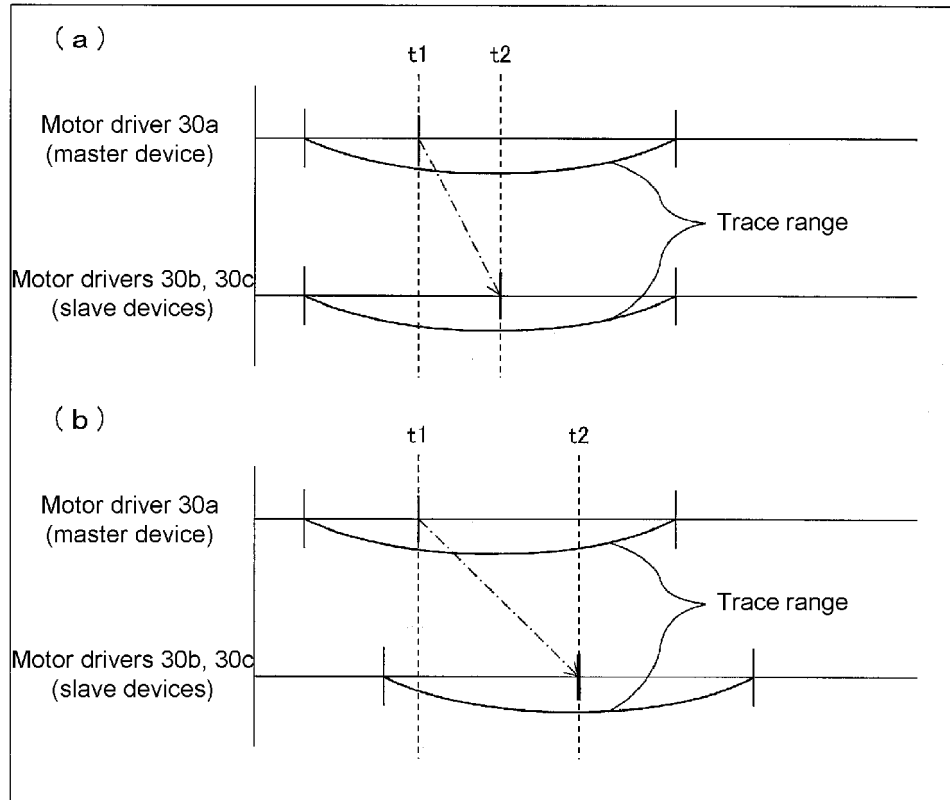 (a)
t1 t2
Motor driver 30a
(master device)
Trace range
Motor drivers 30b, 30c
(slave devices)
(b)
t1 t2
Motor driver 30a
(master device)
Trace range
Motor drivers 30b, 30c
(slave devices)